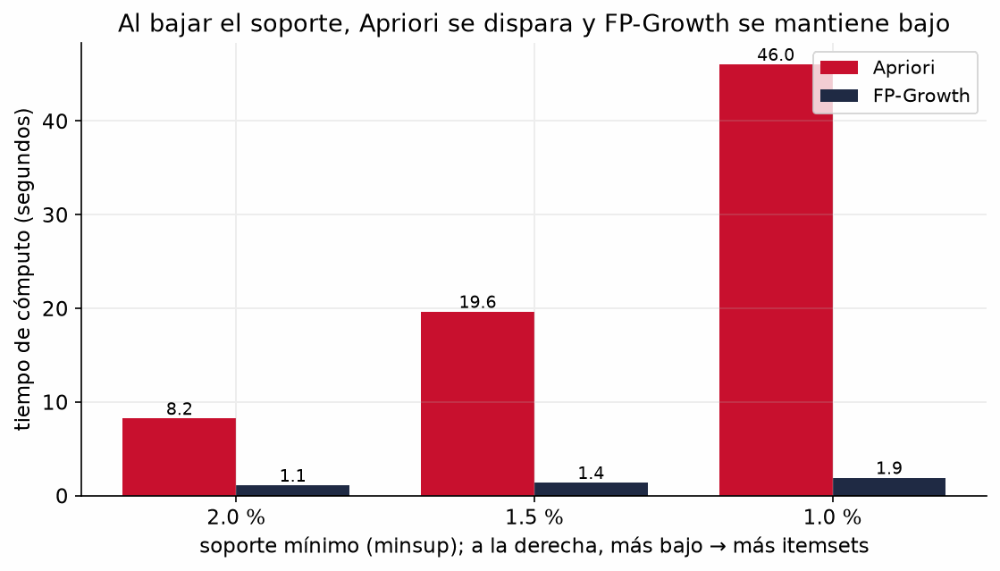 Al bajar el soporte, Apriori se dispara y FP-Growth se mantiene bajo
tiempo de cómputo (segundos)
40
30
20
10
0
8.2
1.1
19.6
1.4
46.0
1.9
Apriori
FP-Growth
2.0 %
1.5 %
1.0 %
soporte mínimo (minsup); a la derecha, más bajo → más itemsets